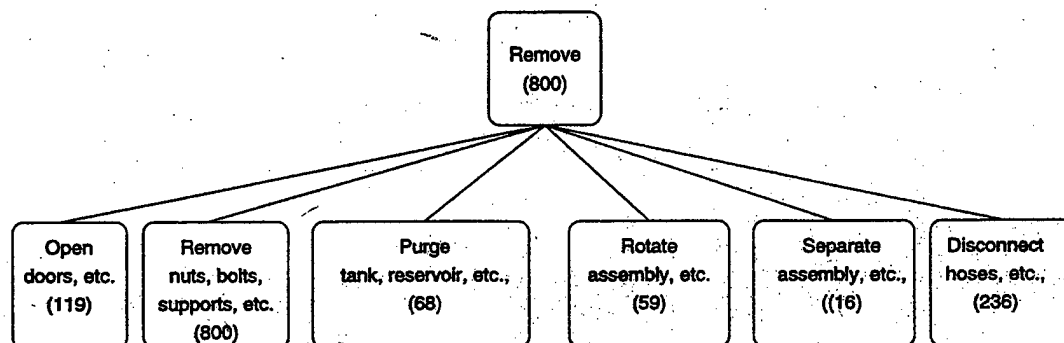 Remove
(800)
Open
doors, etc.
(119)
Remove
nuts, bolts,
supports, etc.
(800)
Purge
tank, reservoir, etc.,
(68)
Rotate
assembly, etc.
(59)
Separate
assembly, etc.,
((16)
Disconnect
hoses, etc.,
(236)